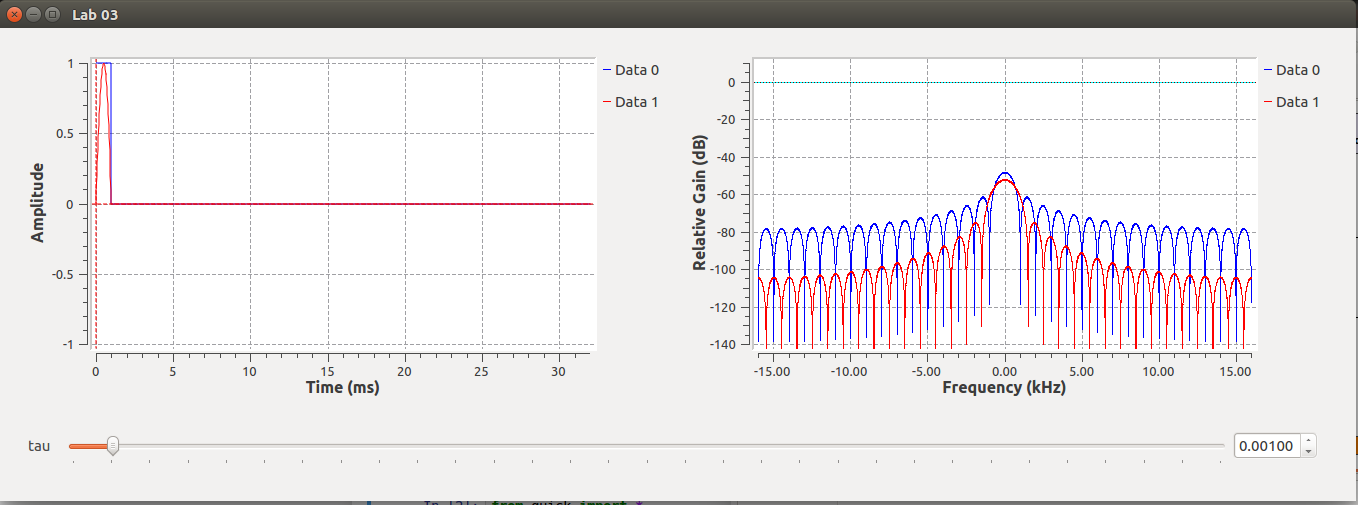 Lab 03
1
0.5
0
-0.5
-1
Amplitude
0 5 10 15 20 25 30
Time (ms)
Data 0
Data 1
0
-20
-40
-60
-80
-100
-120
-140
Relative Gain (dB)
-15.00 -10.00 -5.00 0.00 5.00 10.00 15.00
Frequency (kHz)
Data 0
Data 1
tau
0.00100
from quick import *